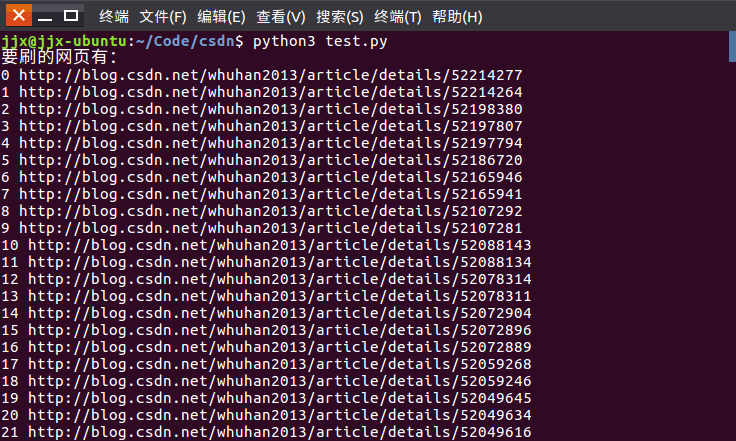 终端 文件(F) 编辑(E) 查看(V) 搜索(S) 终端(T) 帮助(H)
jjx@jjx-ubuntu:~/Code/csdn$ python3 test.py
要刷的网页有：
0 http://blog.csdn.net/whuhan2013/article/details/52214277
1 http://blog.csdn.net/whuhan2013/article/details/52214264
2 http://blog.csdn.net/whuhan2013/article/details/52198380
3 http://blog.csdn.net/whuhan2013/article/details/52197807
4 http://blog.csdn.net/whuhan2013/article/details/52197794
5 http://blog.csdn.net/whuhan2013/article/details/52186720
6 http://blog.csdn.net/whuhan2013/article/details/52165946
7 http://blog.csdn.net/whuhan2013/article/details/52165941
8 http://blog.csdn.net/whuhan2013/article/details/52107292
9 http://blog.csdn.net/whuhan2013/article/details/52107281
10 http://blog.csdn.net/whuhan2013/article/details/52088143
11 http://blog.csdn.net/whuhan2013/article/details/52088134
12 http://blog.csdn.net/whuhan2013/article/details/52078314
13 http://blog.csdn.net/whuhan2013/article/details/52078311
14 http://blog.csdn.net/whuhan2013/article/details/52072904
15 http://blog.csdn.net/whuhan2013/article/details/52072896
16 http://blog.csdn.net/whuhan2013/article/details/52072889
17 http://blog.csdn.net/whuhan2013/article/details/52059268
18 http://blog.csdn.net/whuhan2013/article/details/52059246
19 http://blog.csdn.net/whuhan2013/article/details/52049645
20 http://blog.csdn.net/whuhan2013/article/details/52049634
21 http://blog.csdn.net/whuhan2013/article/details/52049616